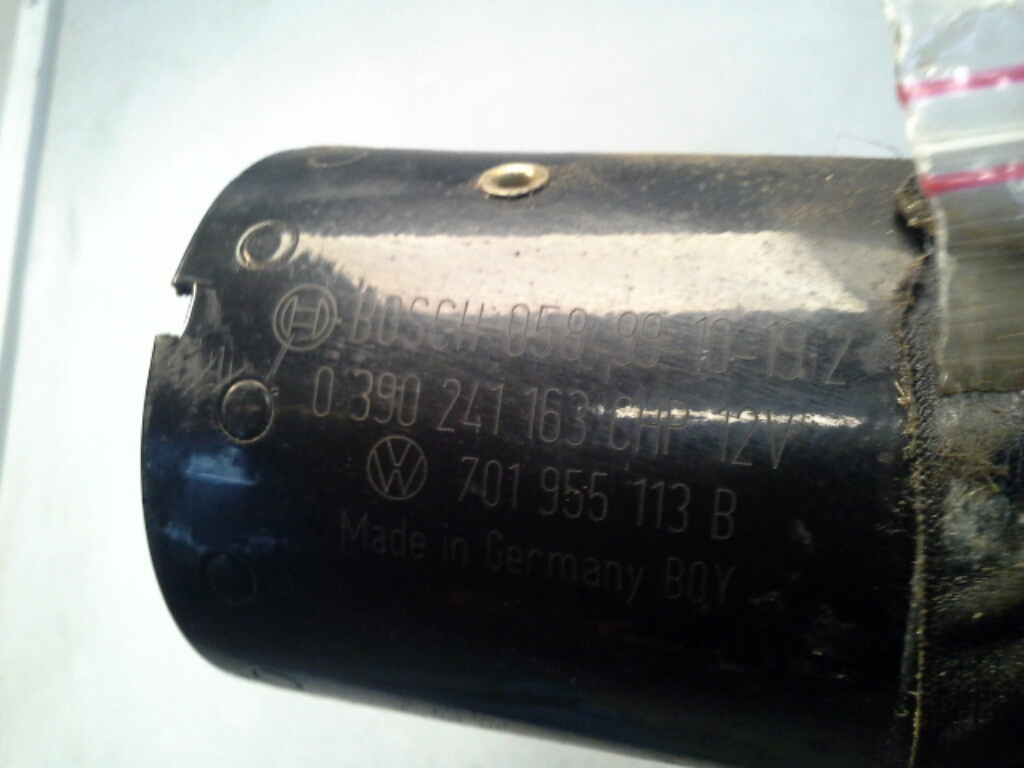 BOSCH 058 99 10-19 2
0 390 241 163 CHP 12V
VW 701 955 113 B
Made in Germany BOY